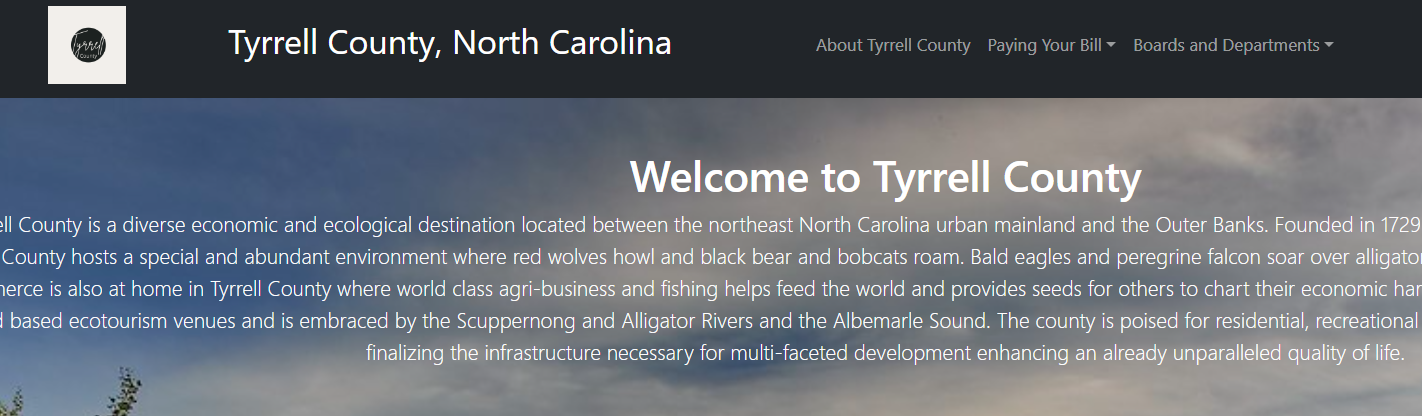 Tyrrell
County
Tyrrell County, North Carolina
About Tyrrell County Paying Your Bill Boards and Departments
Welcome to Tyrrell County
County is a diverse economic and ecological destination located between the northeast North Carolina urban mainland and the Outer Banks. Founded in 1729
County hosts a special and abundant environment where red wolves howl and black bear and bobcats roam. Bald eagles and peregrine falcon soar over
is also at home in Tyrrell County where world class agri-business and fishing helps feed the world and provides seeds for others to chart their economic
based ecotourism venues and is embraced by the Scuppernong and Alligator Rivers and the Albemarle Sound. The county is poised for residential, recreational
finalizing the infrastructure necessary for multi-faceted development enhancing an already unparalleled quality of life.